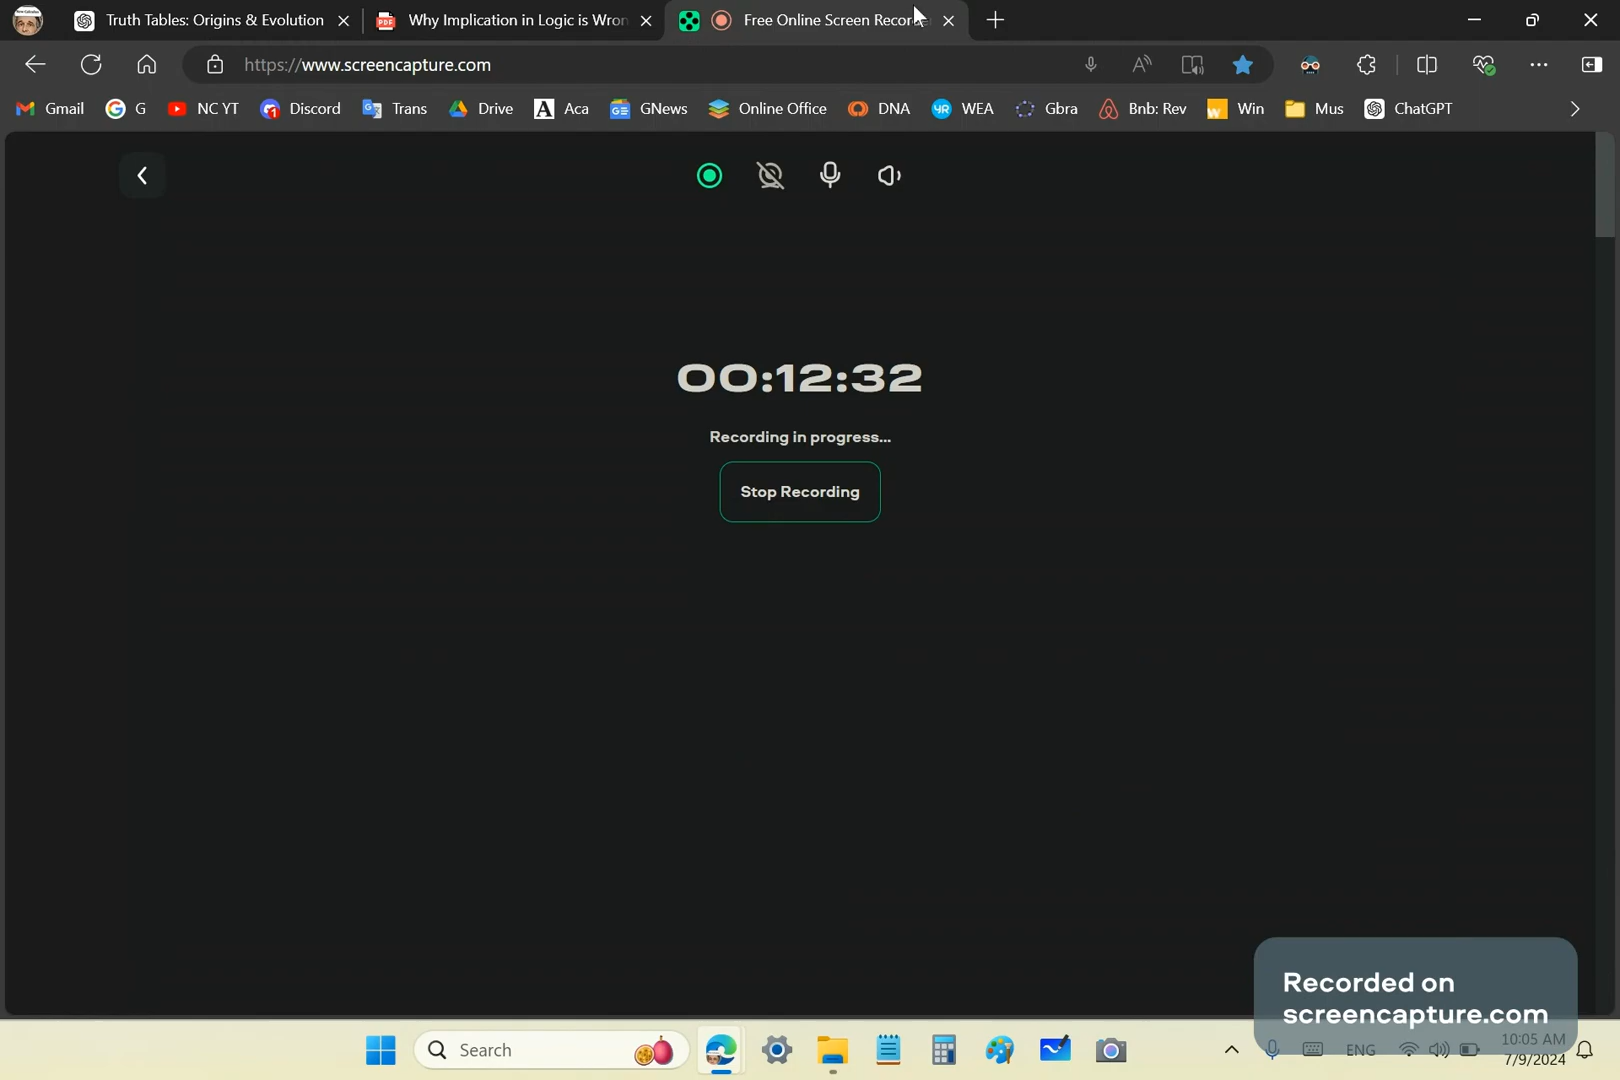 Truth Tables: Origins & Evolution
Why Implication in Logic is Wron
Free Online Screen Recor
https://www.screencapture.com
Gmail
G
NC YT
Discord
Trans
Drive
Aca
GNews
Online Office
DNA
WEA
Gbra
Bnb: Rev
Win
Mus
ChatGPT
00:12:32
Recording in progress...
Stop Recording
Recorded on
screencapture.com
Search
ENG
10:05 AM
7/9/2024